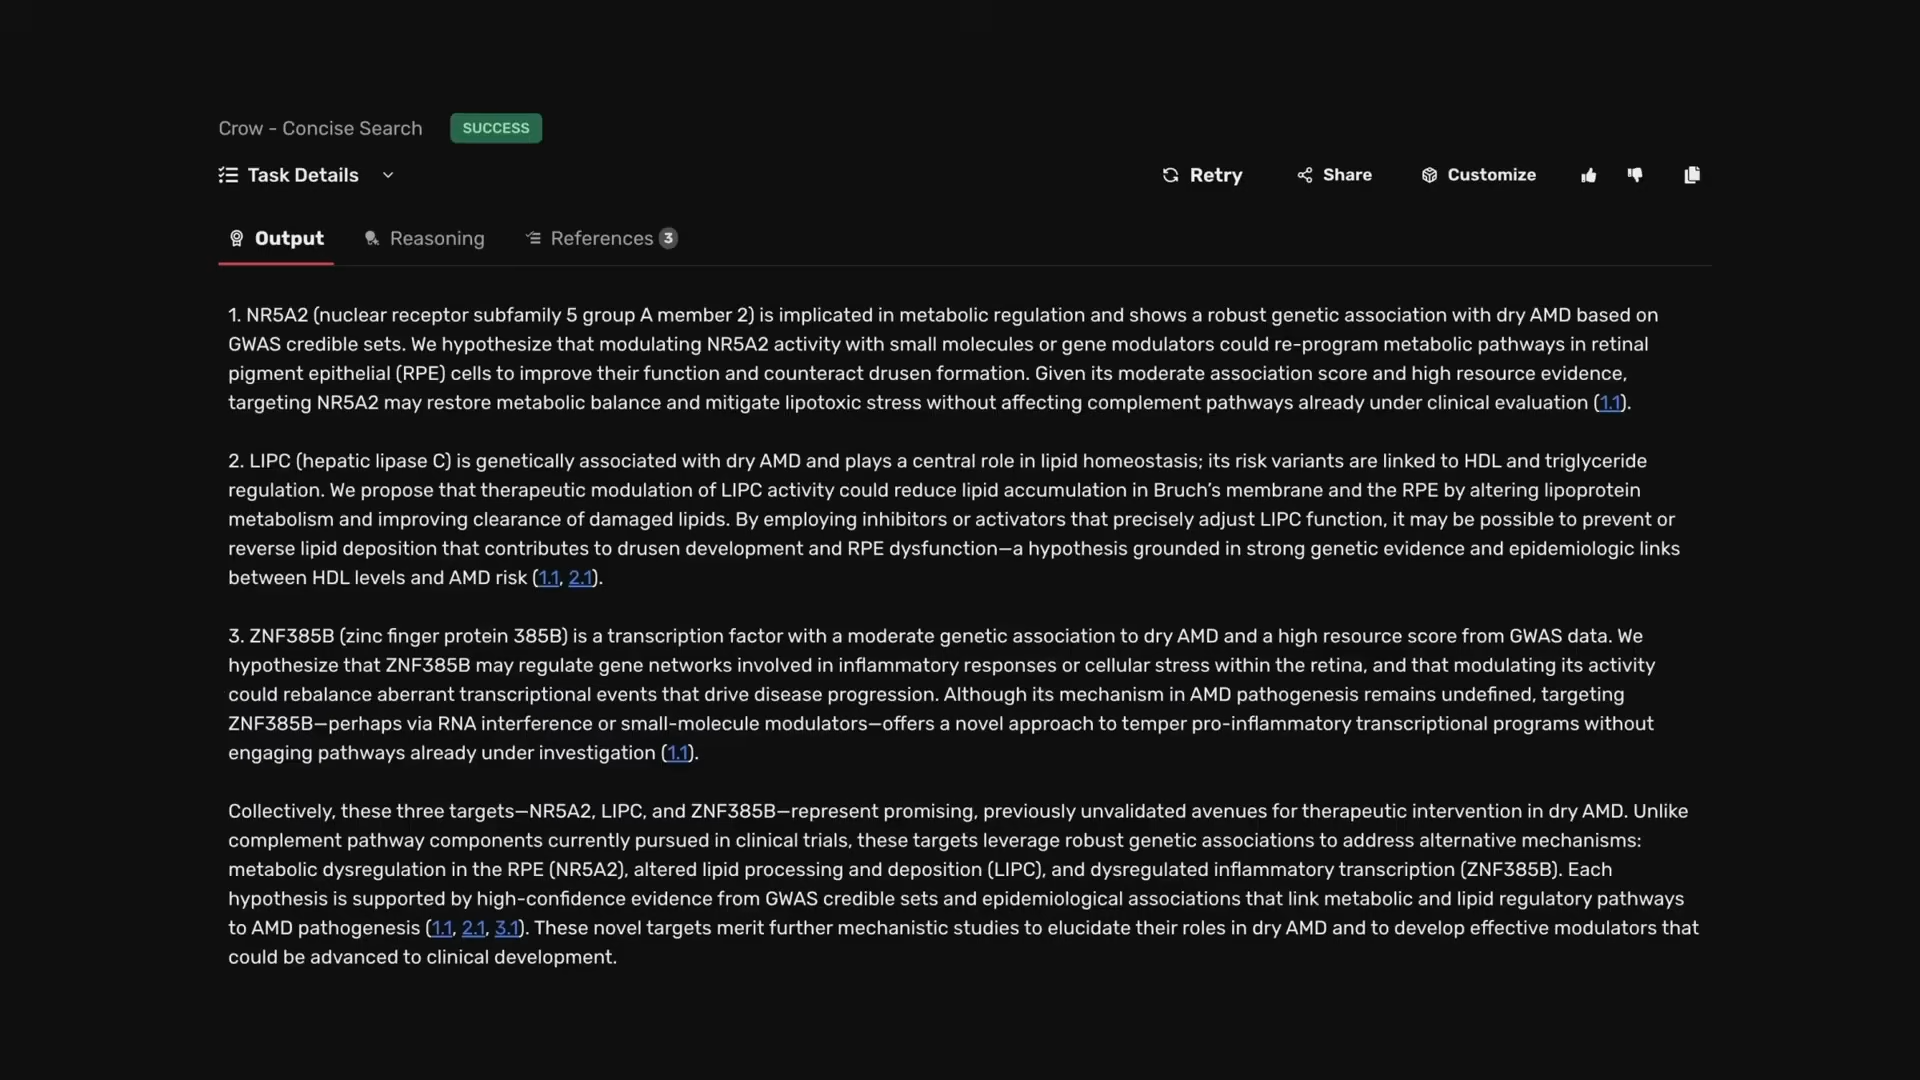 Crow - Concise Search
SUCCESS
Task Details
Retry
Share
Customize
Output
Reasoning
References 3
1. NR5A2 (nuclear receptor subfamily 5 group A member 2) is implicated in metabolic regulation and shows a robust genetic association with dry AMD based on
GWAS credible sets. We hypothesize that modulating NR5A2 activity with small molecules or gene modulators could re-program metabolic pathways in retinal
pigment epithelial (RPE) cells to improve their function and counteract drusen formation. Given its moderate association score and high resource evidence,
targeting NR5A2 may restore metabolic balance and mitigate lipotoxic stress without affecting complement pathways already under clinical evaluation (1.1).
2. LIPC (hepatic lipase C) is genetically associated with dry AMD and plays a central role in lipid homeostasis; its risk variants are linked to HDL and triglyceride
regulation. We propose that therapeutic modulation of LIPC activity could reduce lipid accumulation in Bruch’s membrane and the RPE by altering lipoprotein
metabolism and improving clearance of damaged lipids. By employing inhibitors or activators that precisely adjust LIPC function, it may be possible to prevent or
reverse lipid deposition that contributes to drusen development and RPE dysfunction—a hypothesis grounded in strong genetic evidence and epidemiologic links
between HDL levels and AMD risk (1.1, 2.1).
3. ZNF385B (zinc finger protein 385B) is a transcription factor with a moderate genetic association to dry AMD and a high resource score from GWAS data. We
hypothesize that ZNF385B may regulate gene networks involved in inflammatory responses or cellular stress within the retina, and that modulating its activity
could rebalance aberrant transcriptional events that drive disease progression. Although its mechanism in AMD pathogenesis remains undefined, targeting
ZNF385B—perhaps via RNA interference or small-molecule modulators—offers a novel approach to temper pro-inflammatory transcriptional programs without
engaging pathways already under investigation (1.1).
Collectively, these three targets—NR5A2, LIPC, and ZNF385B—represent promising, previously unvalidated avenues for therapeutic intervention in dry AMD. Unlike
complement pathway components currently pursued in clinical trials, these targets leverage robust genetic associations to address alternative mechanisms:
metabolic dysregulation in the RPE (NR5A2), altered lipid processing and deposition (LIPC), and dysregulated inflammatory transcription (ZNF385B). Each
hypothesis is supported by high-confidence evidence from GWAS credible sets and epidemiological associations that link metabolic and lipid regulatory pathways
to AMD pathogenesis (1.1, 2.1, 3.1). These novel targets merit further mechanistic studies to elucidate their roles in dry AMD and to develop effective modulators that
could be advanced to clinical development.